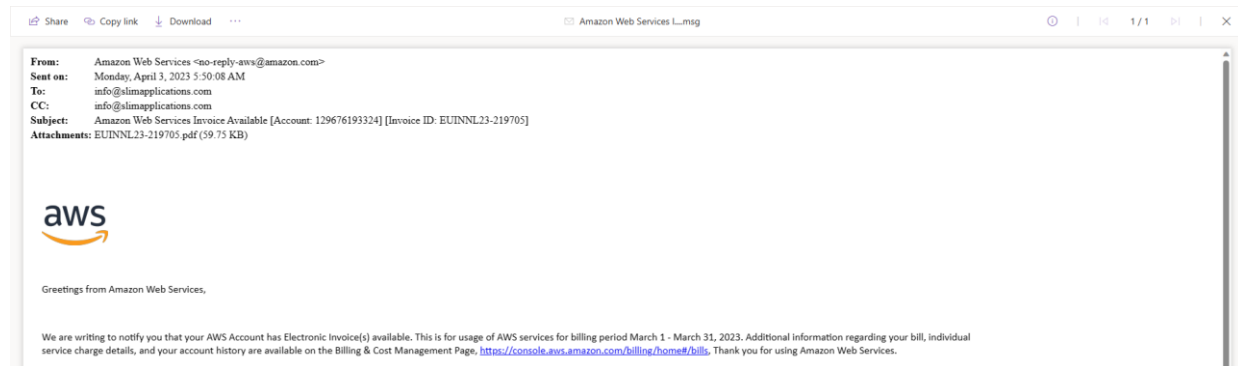 Share Copy link Download ··· Amazon Web Services I....msg 1 / 1
From: Amazon Web Services <no-reply-aws@amazon.com>
Sent on: Monday, April 3, 2023 5:50:08 AM
To: info@slimapplications.com
CC: info@slimapplications.com
Subject: Amazon Web Services Invoice Available [Account: 129676193324] [Invoice ID: EUINNL23-219705]
Attachments: EUINNL23-219705.pdf (59.75 KB)
aws
Greetings from Amazon Web Services,
We are writing to notify you that your AWS Account has Electronic Invoice(s) available. This is for usage of AWS services for billing period March 1 - March 31, 2023. Additional information regarding your bill, individual
service charge details, and your account history are available on the Billing & Cost Management Page, https://console.aws.amazon.com/billing/home#/bills, Thank you for using Amazon Web Services.